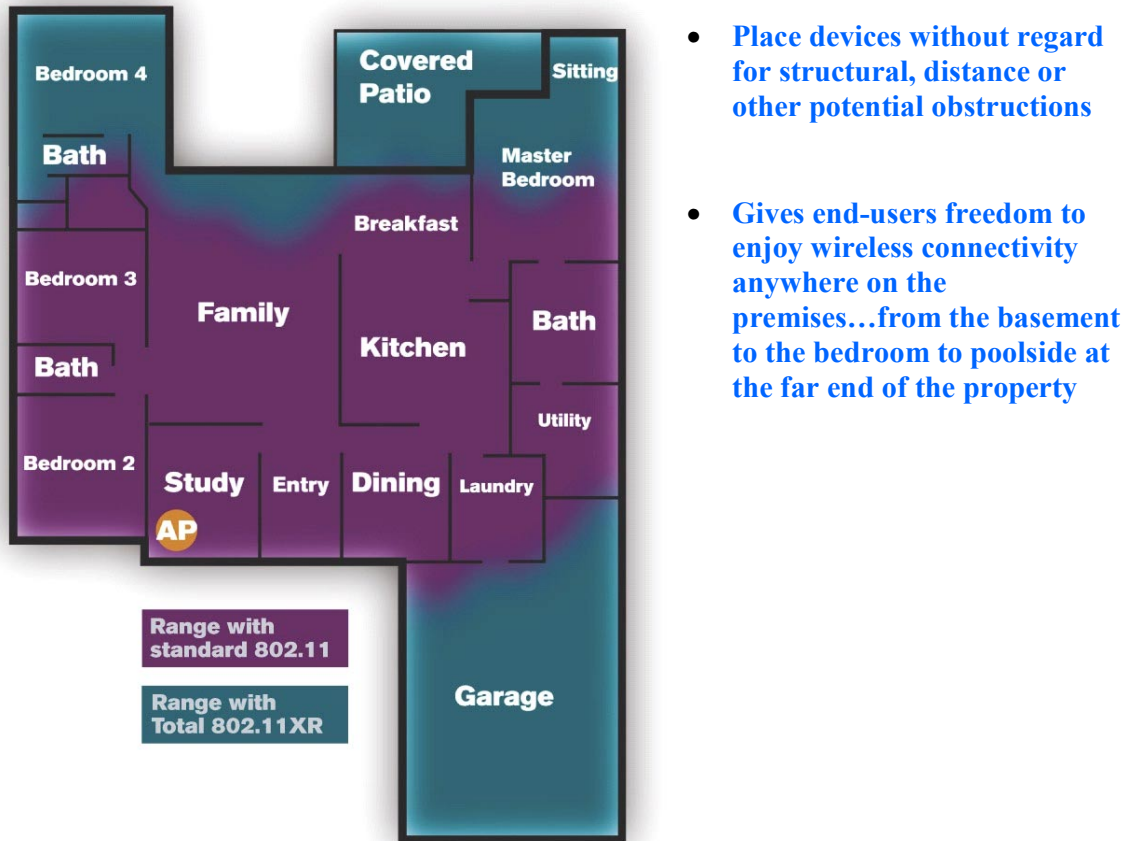 Bedroom 4
Covered
Patio
Sitting
Bath
Master
Bedroom
Breakfast
Bedroom 3
Family
Kitchen
Bath
Bath
Utility
Bedroom 2
Study
Entry
Dining
Laundry
AP
Range with
standard 802.11
Range with
Total 802.11XR
Garage
• Place devices without regard
for structural, distance or
other potential obstructions
• Gives end-users freedom to
enjoy wireless connectivity
anywhere on the
premises…from the basement
to the bedroom to poolside at
the far end of the property